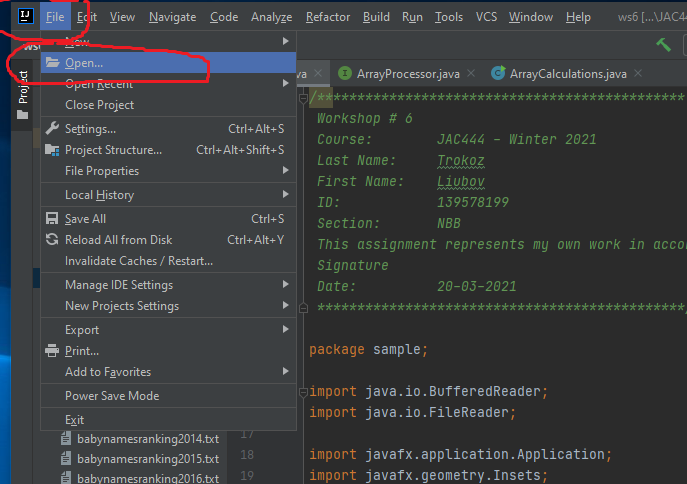 IJ File Edit View Navigate Code Analyze Refactor Build Run Tools VCS Window Help ws6 [...\JAC44
ws6
New
Open...
Open Recent
Close Project
Settings... Ctrl+Alt+S
Project Structure... Ctrl+Alt+Shift+S
File Properties
Local History
Save All Ctrl+S
Reload All from Disk Ctrl+Alt+Y
Invalidate Caches / Restart...
Manage IDE Settings
New Projects Settings
Export
Print...
Add to Favorites
Power Save Mode
Exit
babynamesranking2014.txt
babynamesranking2015.txt
babynamesranking2016.txt
Project
va ArrayProcessor.java ArrayCalculations.java
/**********************************************
Workshop # 6
Course: JAC444 - Winter 2021
Last Name: Trokoz
First Name: Liubov
ID: 139578199
Section: NBB
This assignment represents my own work in acco
Signature
Date: 20-03-2021
**********************************************/
package sample;
import java.io.BufferedReader;
import java.io.FileReader;
17
18 import javafx.application.Application;
19 import javafx.geometry.Insets;